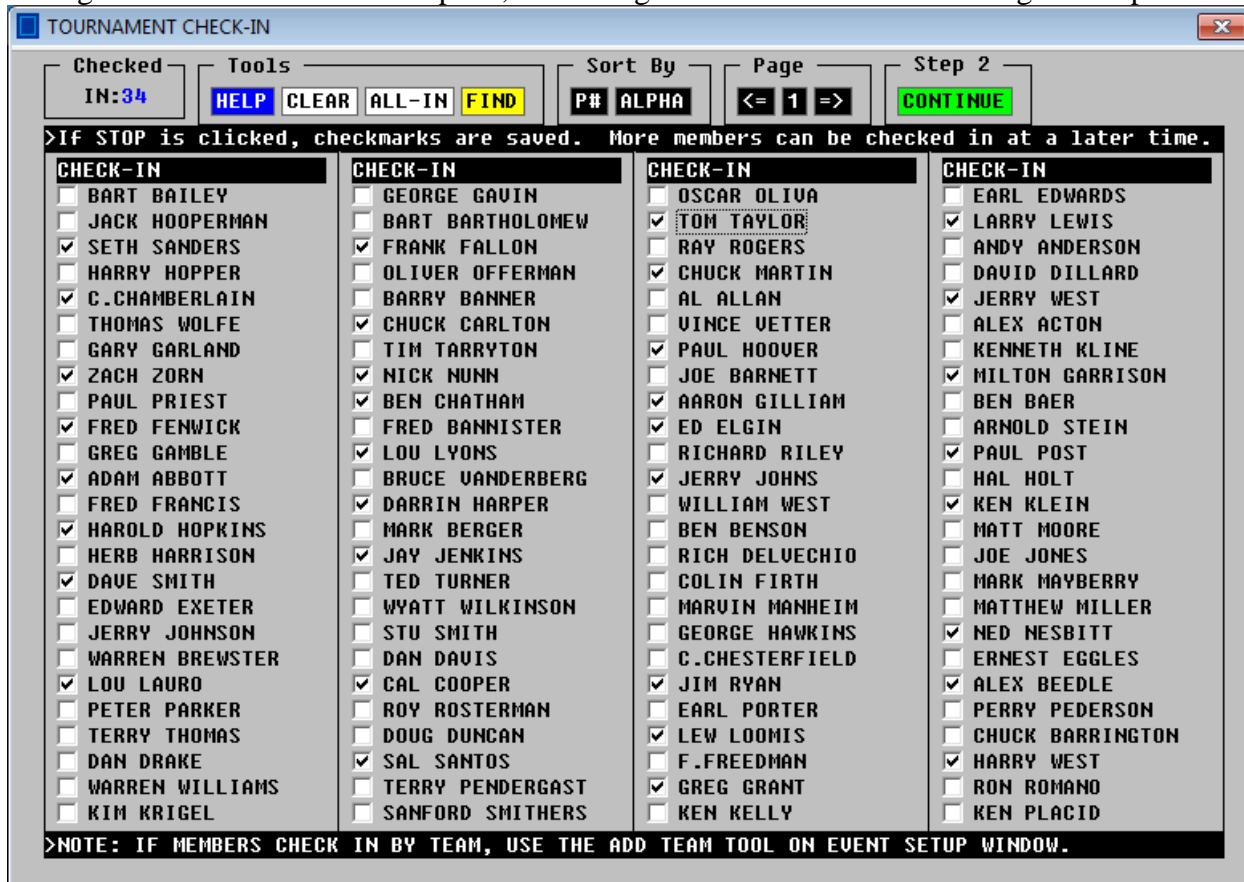 TOURNAMENT CHECK-IN
Checked Tools Sort By Page Step 2
IN:34 HELP CLEAR ALL-IN FIND P# ALPHA <= 1 => CONTINUE
>If STOP is clicked, checkmarks are saved. More members can be checked in at a later time.
CHECK-IN CHECK-IN CHECK-IN CHECK-IN
BART BAILEY GEORGE GAVIN OSCAR OLIVA EARL EDWARDS
JACK HOOPERMAN BART BARTHOLOMEW TOM TAYLOR LARRY LEWIS
SETH SANDERS FRANK FALLON RAY ROGERS ANDY ANDERSON
HARRY HOPPER OLIVER OFFERMAN CHUCK MARTIN DAVID DILLARD
C.CHAMBERLAIN BARRY BANNER AL ALLAN JERRY WEST
THOMAS WOLFE CHUCK CARLTON VINCE VETTER ALEX ACTON
GARY GARLAND TIM TARRYTON PAUL HOOVER KENNETH KLINE
ZACH ZORN NICK NUNN JOE BARNETT MILTON GARRISON
PAUL PRIEST BEN CHATHAM AARON GILLIAM BEN BAER
FRED FENWICK FRED BANNISTER ED ELGIN ARNOLD STEIN
GREG GAMBLE LOU LYONS RICHARD RILEY PAUL POST
ADAM ABBOTT BRUCE VANDERBERG JERRY JOHNS HAL HOLT
FRED FRANCIS DARRIN HARPER WILLIAM WEST KEN KLEIN
HAROLD HOPKINS MARK BERGER BEN BENSON MATT MOORE
HERB HARRISON JAY JENKINS RICH DELVECHIO JOE JONES
DAVE SMITH TED TURNER COLIN FIRTH MARK MAYBERRY
EDWARD EXETER WYATT WILKINSON MARVIN MANHEIM MATTHEW MILLER
JERRY JOHNSON STU SMITH GEORGE HAWKINS NED NESBITT
WARREN BREWSTER DAN DAVIS C.CHESTERFIELD ERNEST EGGLES
LOU LAURO CAL COOPER JIM RYAN ALEX BEEDLE
PETER PARKER ROY ROSTERMAN EARL PORTER PERRY PEDERSON
TERRY THOMAS DOUG DUNCAN LEW LOOMIS CHUCK BARRINGTON
DAN DRAKE SAL SANTOS F.FREEDMAN HARRY WEST
WARREN WILLIAMS TERRY PENDERGAST GREG GRANT RON ROMANO
KIM KRIGEL SANFORD SMITHERS KEN KELLY KEN PLACID
>NOTE: IF MEMBERS CHECK IN BY TEAM, USE THE ADD TEAM TOOL ON EVENT SETUP WINDOW.